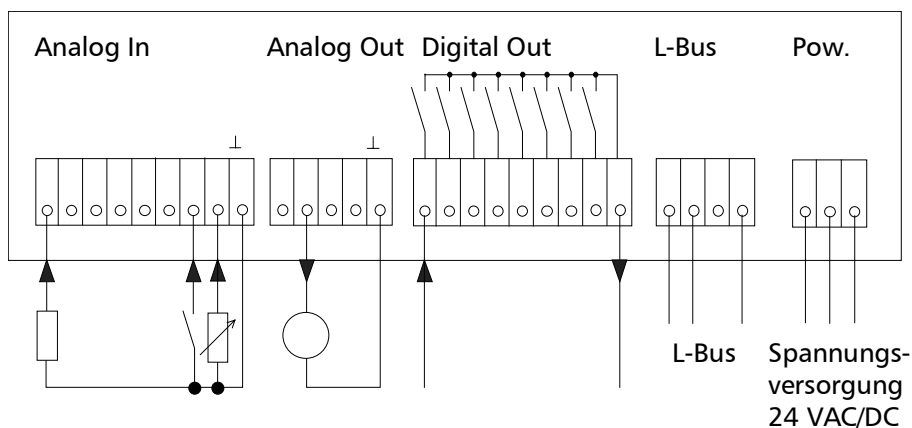 Analog In
Analog Out
Digital Out
L-Bus
Pow.
⊥
⊥
L-Bus
Spannungs-
versorgung
24 VAC/DC